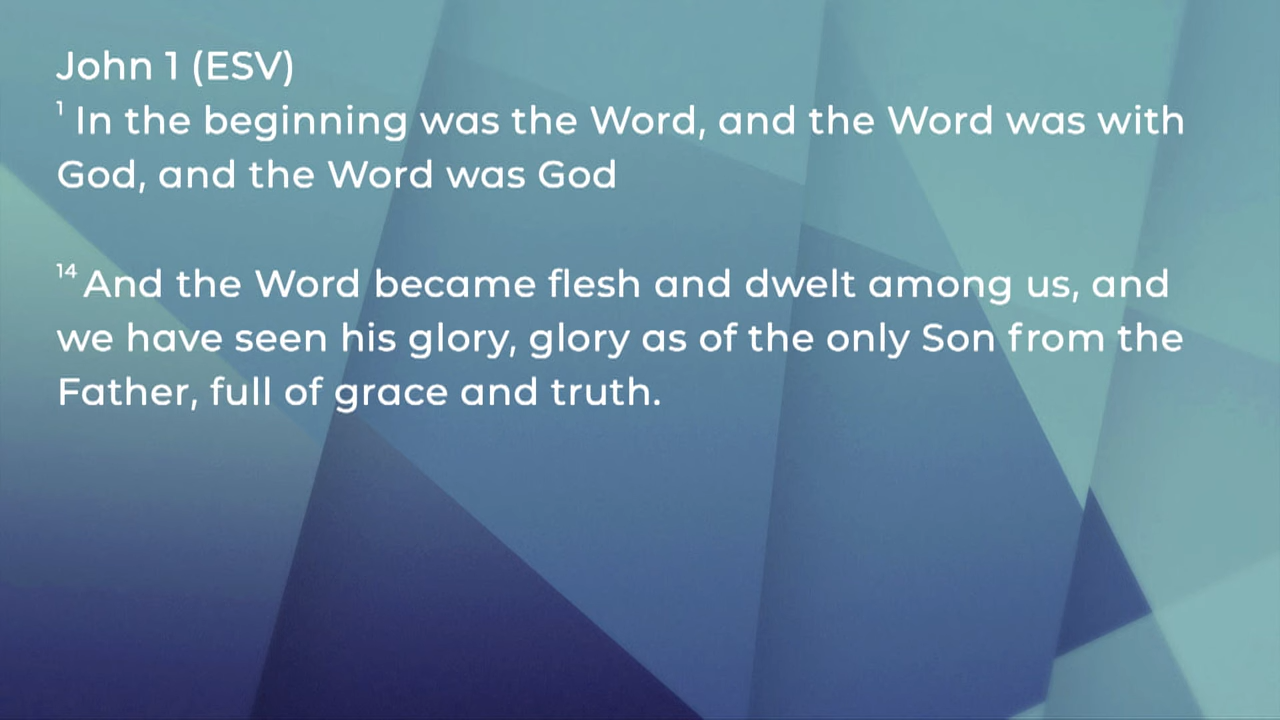 John 1 (ESV)
1 In the beginning was the Word, and the Word was with
God, and the Word was God
14 And the Word became flesh and dwelt among us, and
we have seen his glory, glory as of the only Son from the
Father, full of grace and truth.